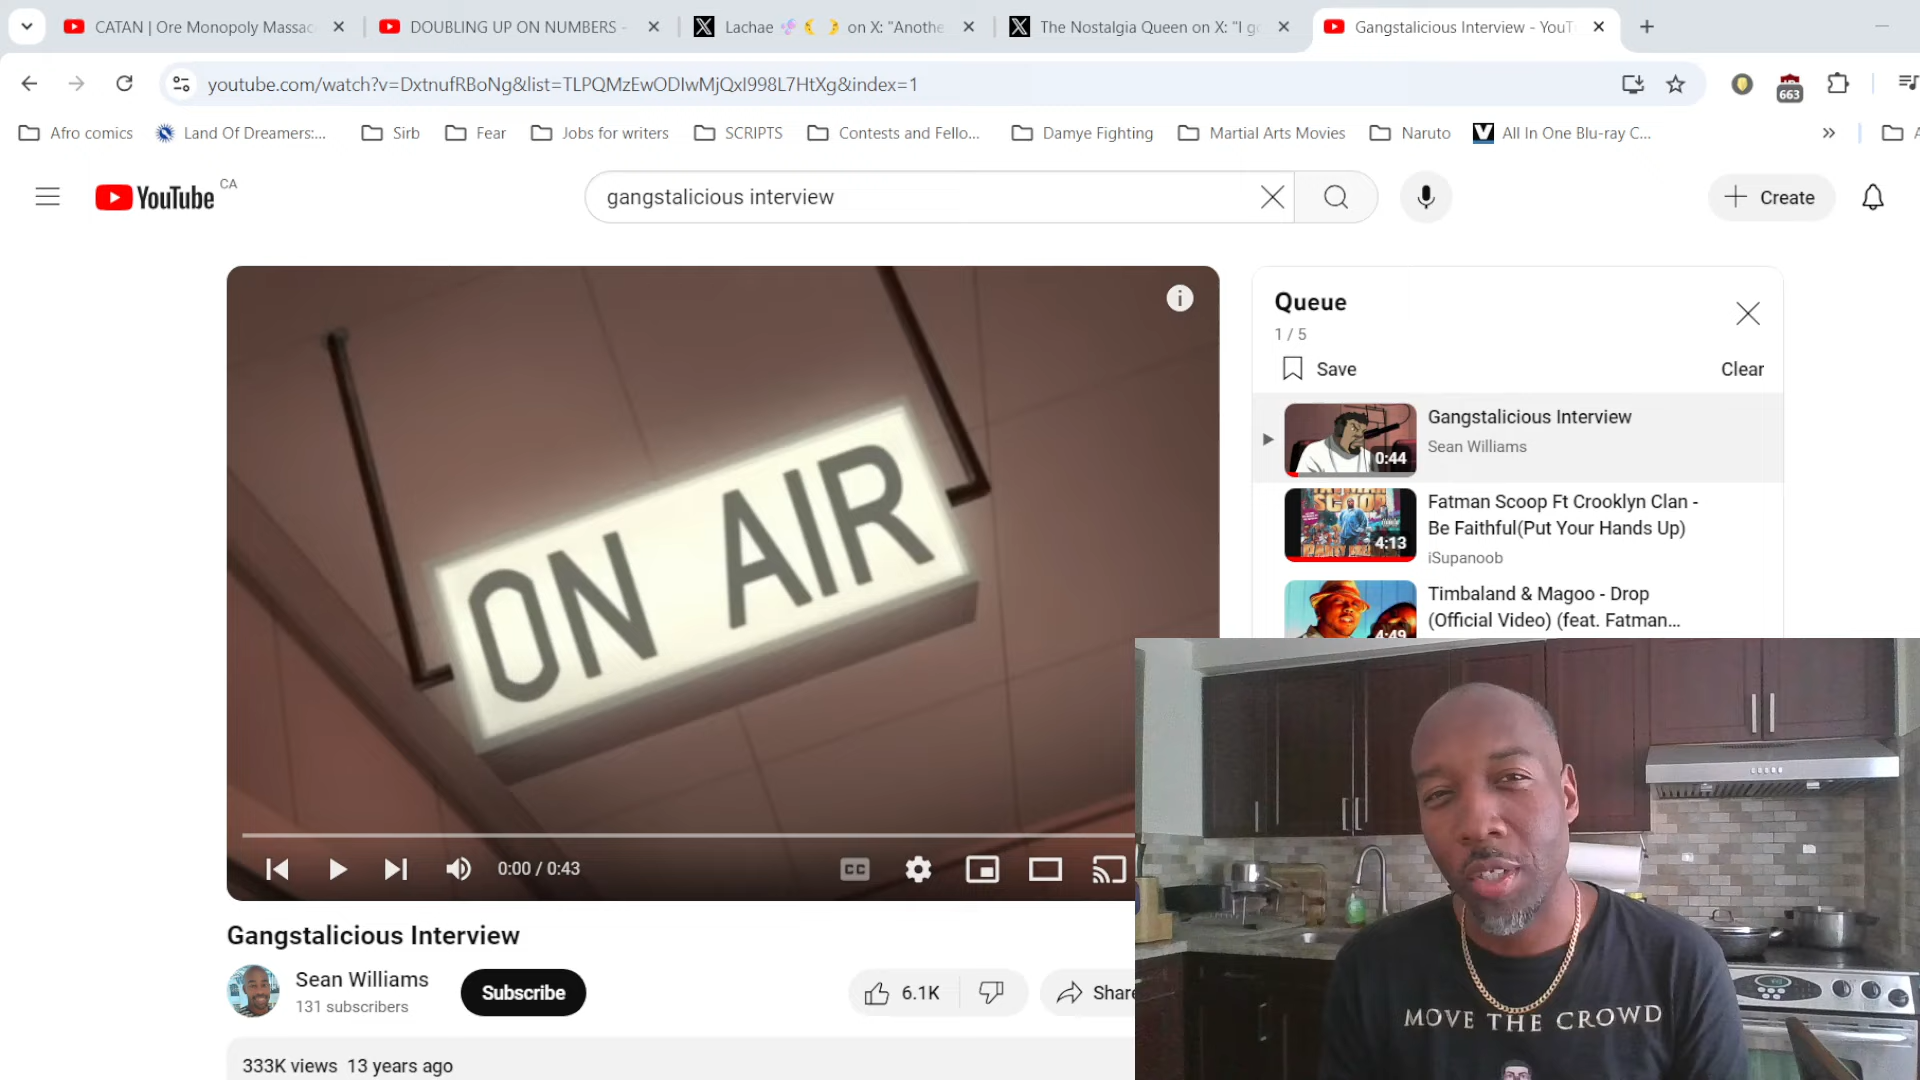 CATAN | Ore Monopoly Massac
DOUBLING UP ON NUMBERS -
Lachae 🧚🌜🌛 on X: "Anothe
The Nostalgia Queen on X: "I g
Gangstalicious Interview - YouT
youtube.com/watch?v=DxtnufRBoNg&list=TLPQMzEwODIwMjQxI998L7HtXg&index=1
663
Afro comics
Land Of Dreamers:...
Sirb
Fear
Jobs for writers
SCRIPTS
Contests and Fello...
Damye Fighting
Martial Arts Movies
Naruto
All In One Blu-ray C...
YouTube CA
gangstalicious interview
Create
ON AIR
Queue
1 / 5
Save
Clear
Gangstalicious Interview
Sean Williams
0:44
Fatman Scoop Ft Crooklyn Clan -
Be Faithful(Put Your Hands Up)
iSupanoob
4:13
Timbaland & Magoo - Drop
(Official Video) (feat. Fatman...
4:49
0:00 / 0:43
CC
Gangstalicious Interview
Sean Williams
131 subscribers
Subscribe
6.1K
Share
333K views 13 years ago
MOVE THE CROWD